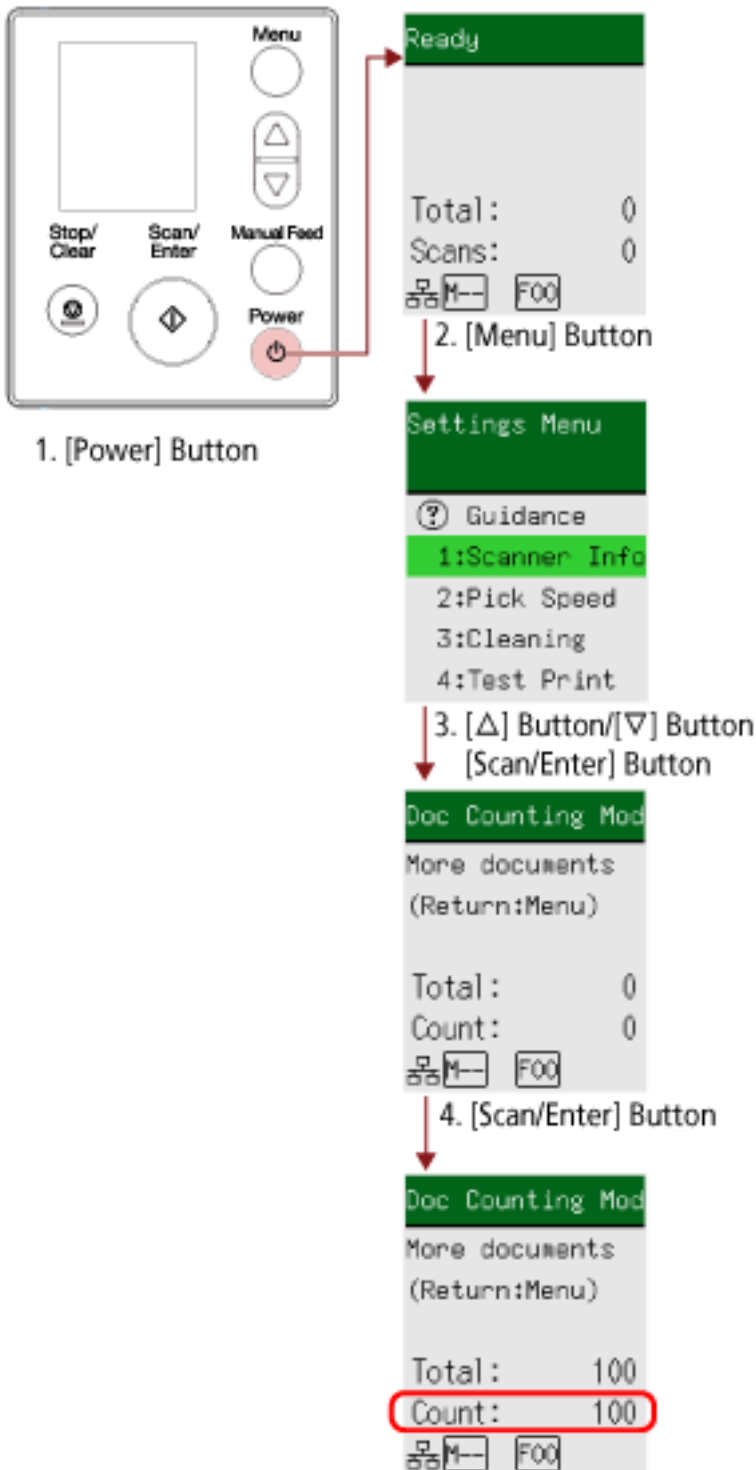 Menu
Stop/
Clear
Scan/
Enter
Manual Feed
Power
1. [Power] Button
Ready
Total: 0
Scans: 0
M-- F00
2. [Menu] Button
Settings Menu
? Guidance
1:Scanner Info
2:Pick Speed
3:Cleaning
4:Test Print
3. [△] Button/[▽] Button
[Scan/Enter] Button
Doc Counting Mod
More documents
(Return:Menu)
Total: 0
Count: 0
M-- F00
4. [Scan/Enter] Button
Doc Counting Mod
More documents
(Return:Menu)
Total: 100
Count: 100
M-- F00